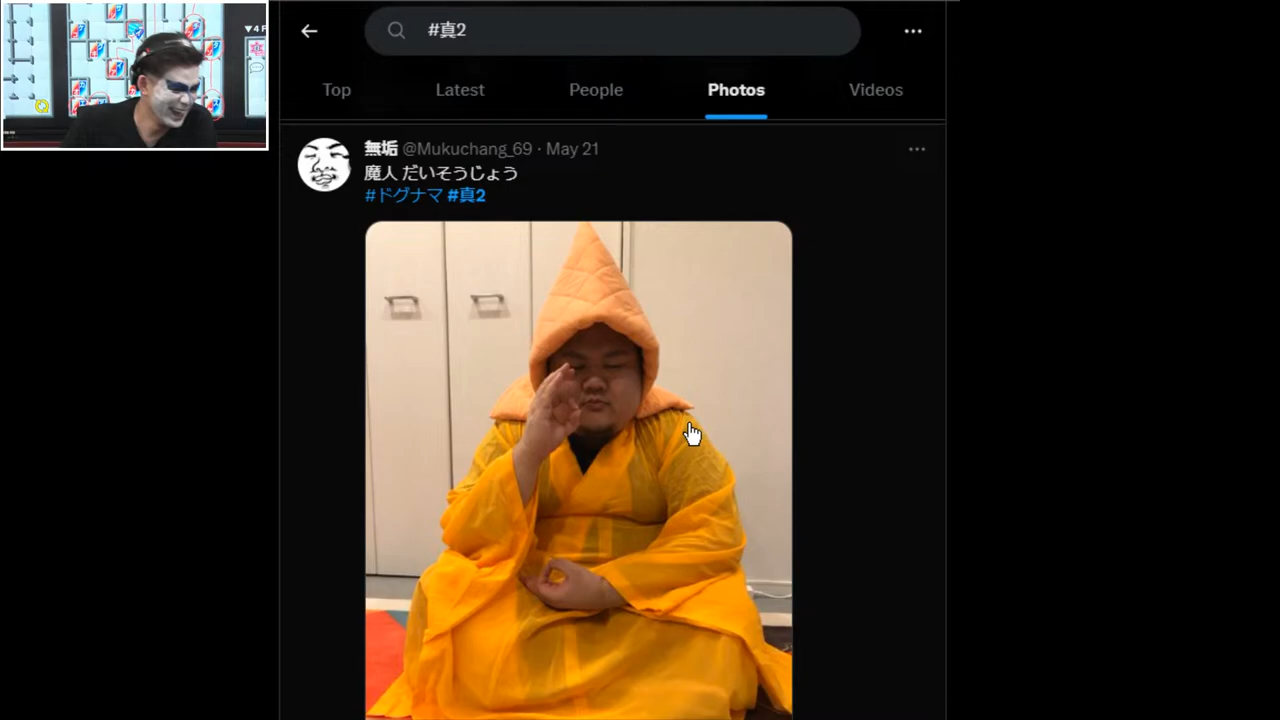 #真2
Top Latest People Photos Videos
無垢 @Mukuchang_69 · May 21
魔人 だいそうじょう
#ドグナマ #真2
▼4F